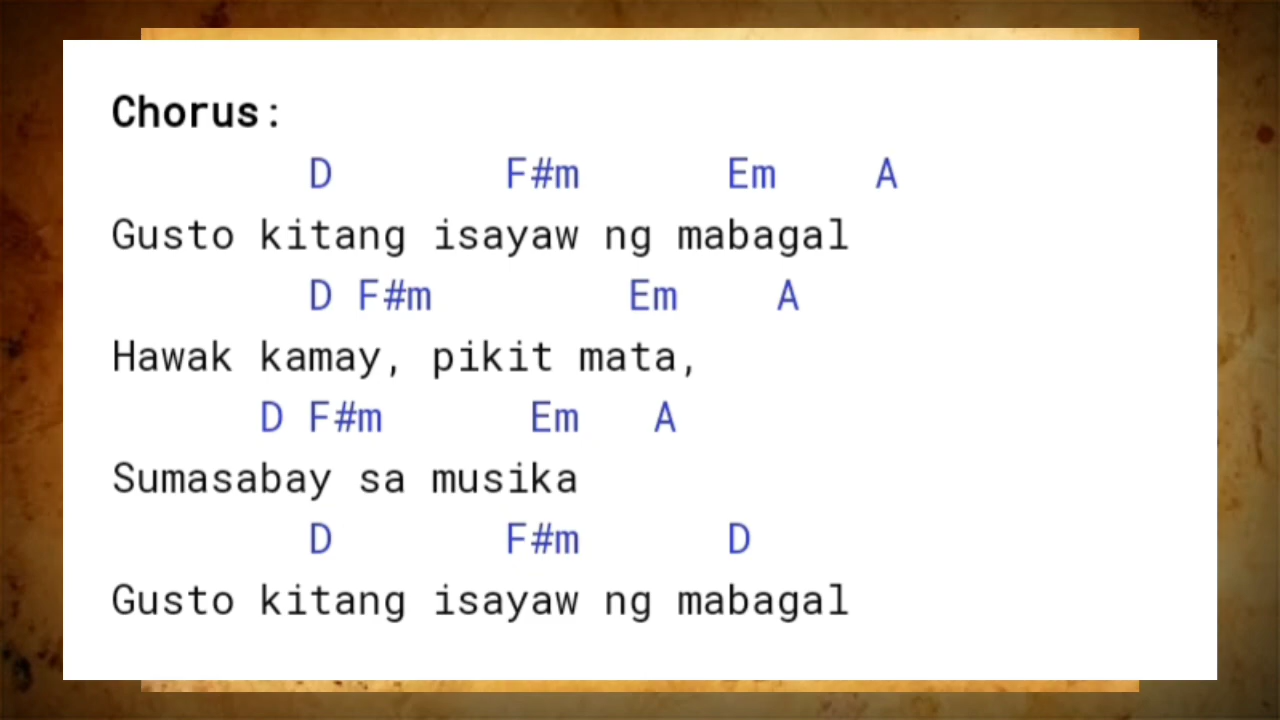 Chorus:
        D       F#m      Em    A
Gusto kitang isayaw ng mabagal
        D F#m        Em    A
Hawak kamay, pikit mata,
      D F#m      Em   A
Sumasabay sa musika
        D       F#m      D
Gusto kitang isayaw ng mabagal